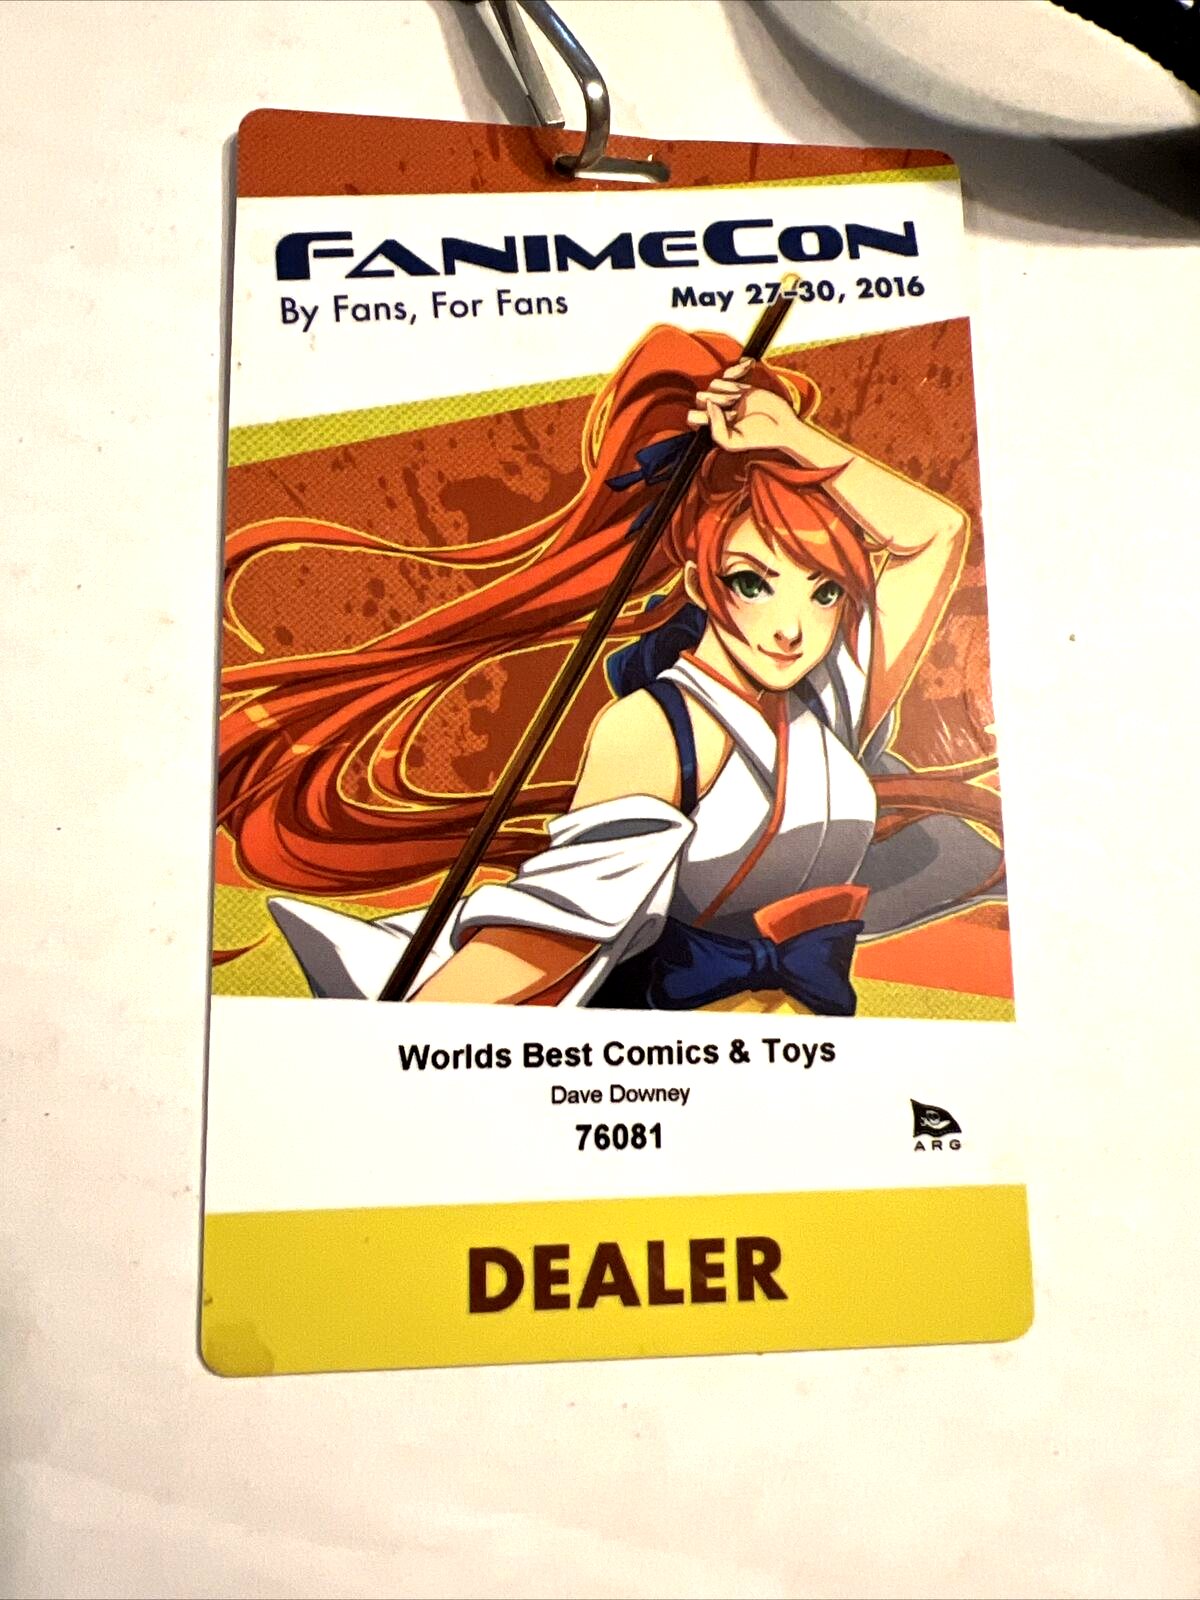 FANIMECON
By Fans, For Fans
May 27-30, 2016
Worlds Best Comics & Toys
Dave Downey
76081
ARG
DEALER